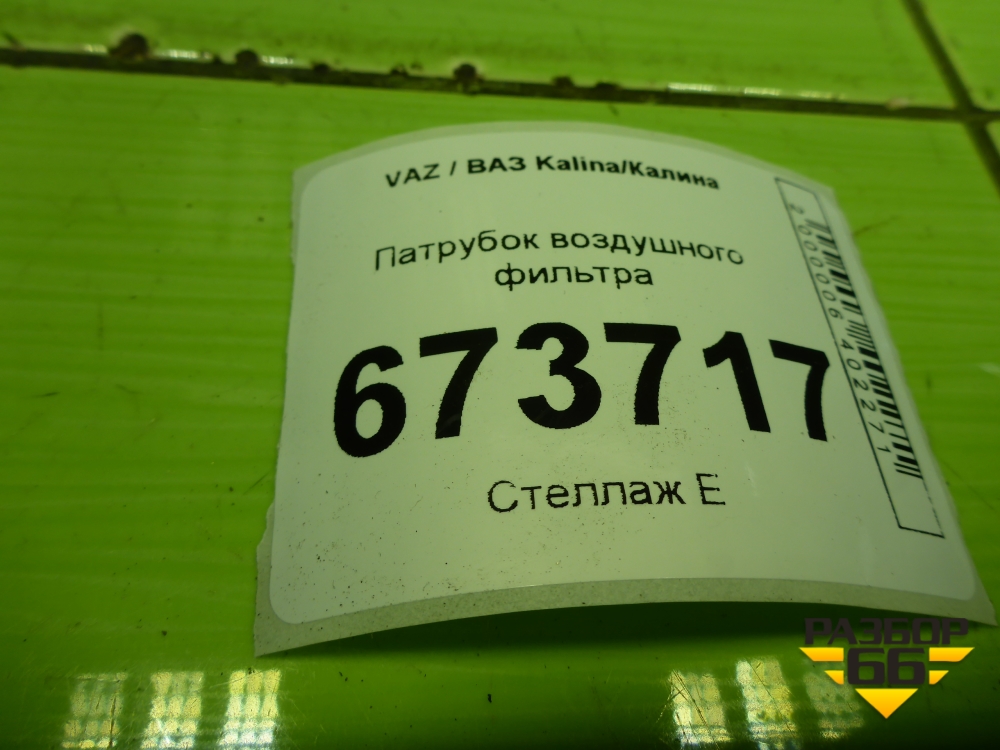 VAZ / ВАЗ Kalina/Калина
Патрубок воздушного
фильтра
673717
Стеллаж Е
2000006402271
РАЗБОР
66